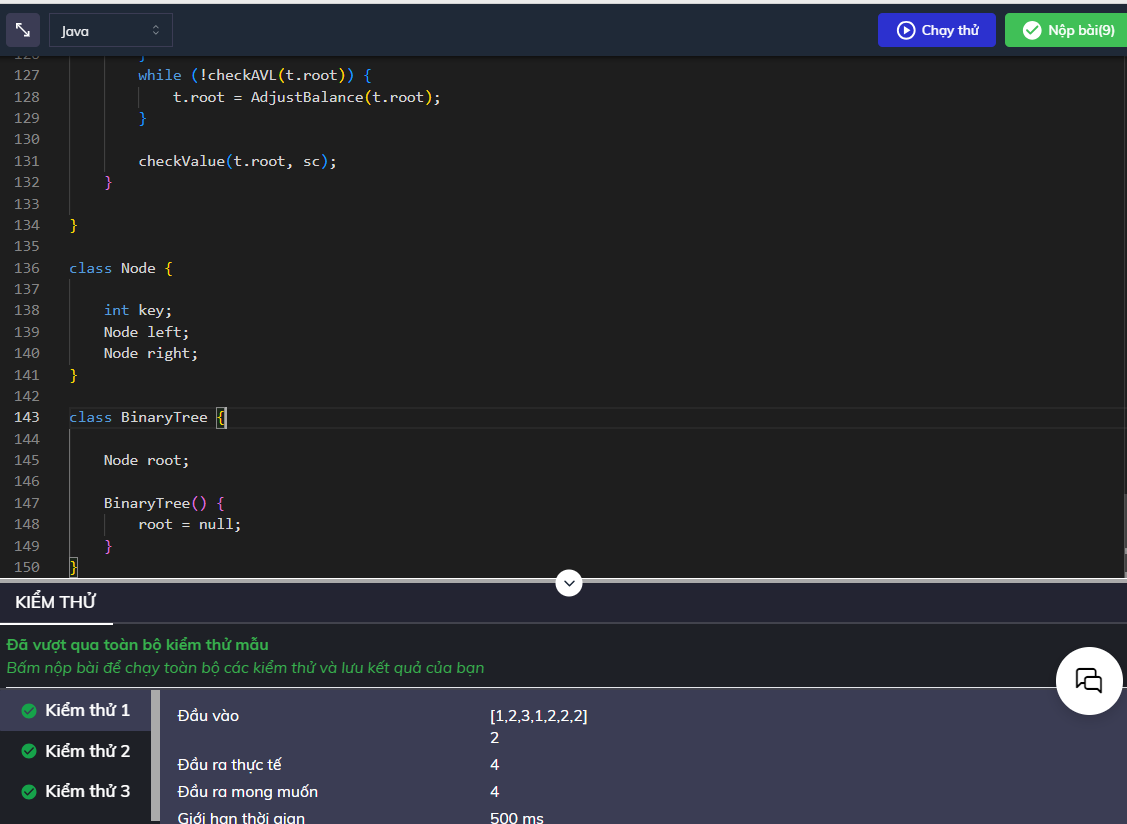 Java
Chạy thử
Nộp bài(9)
126 }
127 while (!checkAVL(t.root)) {
128 t.root = AdjustBalance(t.root);
129 }
130
131 checkValue(t.root, sc);
132 }
133
134 }
135
136 class Node {
137
138 int key;
139 Node left;
140 Node right;
141 }
142
143 class BinaryTree {
144
145 Node root;
146
147 BinaryTree() {
148 root = null;
149 }
150 }
KIỂM THỬ
Đã vượt qua toàn bộ kiểm thử mẫu
Bấm nộp bài để chạy toàn bộ các kiểm thử và lưu kết quả của bạn
Kiểm thử 1
Kiểm thử 2
Kiểm thử 3
Đầu vào [1,2,3,1,2,2,2]
2
Đầu ra thực tế 4
Đầu ra mong muốn 4
Giới hạn thời gian 500 ms